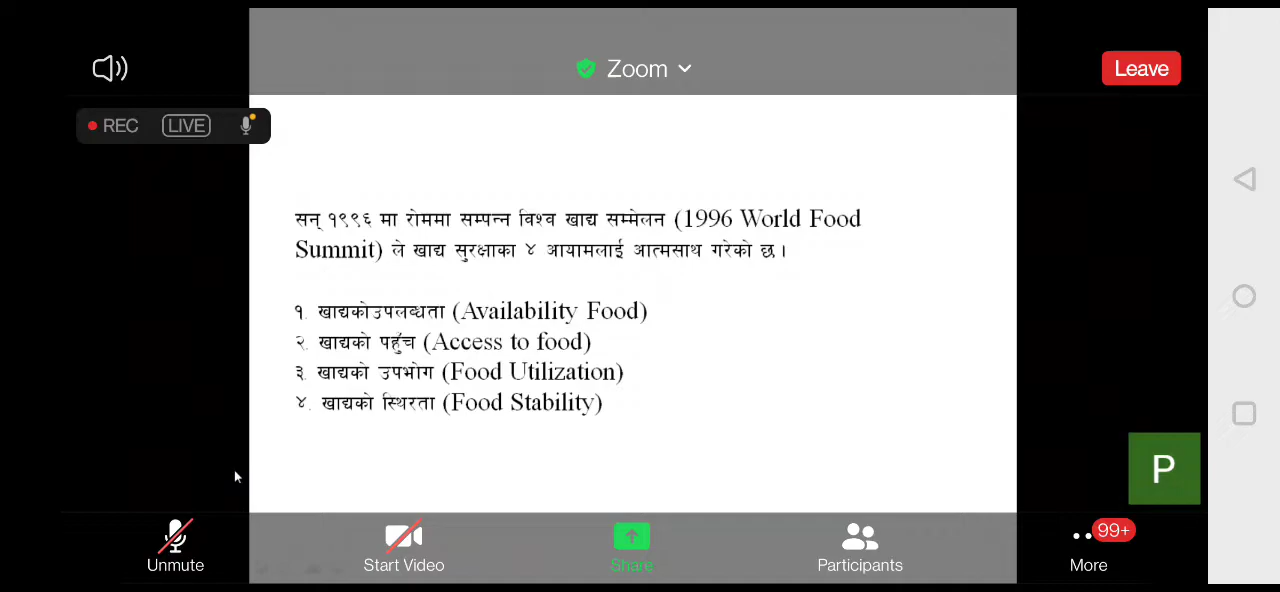 Zoom
Leave
REC LIVE
सन् १९९६ मा रोममा सम्पन्न विश्व खाद्य सम्मेलन (1996 World Food
Summit) ले खाद्य सुरक्षाका ४ आयामलाई आत्मसाथ गरेको छ ।
१. खाद्यकोउपलब्धता (Availability Food)
२. खाद्यको पहुँच (Access to food)
३. खाद्यको उपभोग (Food Utilization)
४. खाद्यको स्थिरता (Food Stability)
P
99+
Unmute Start Video Share Participants More